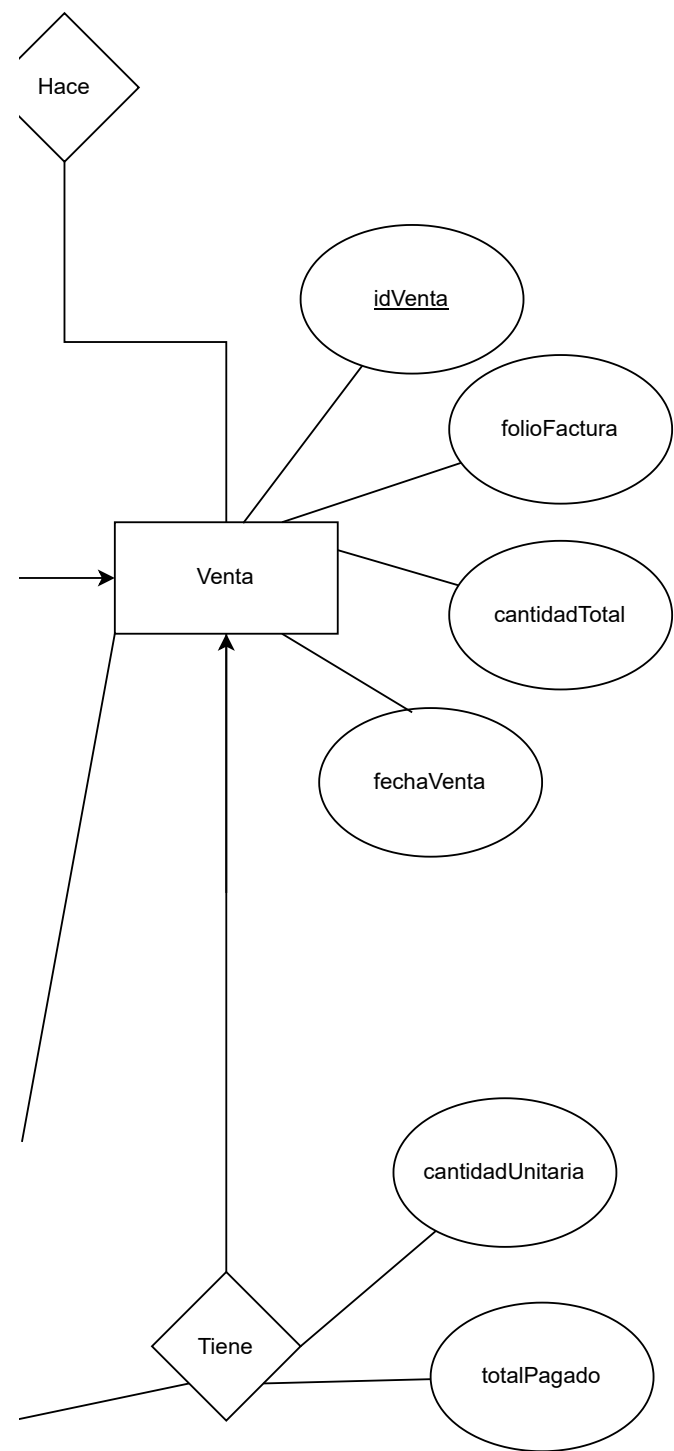 Hace
idVenta
folioFactura
Venta
cantidadTotal
fechaVenta
cantidadUnitaria
Tiene
totalPagado